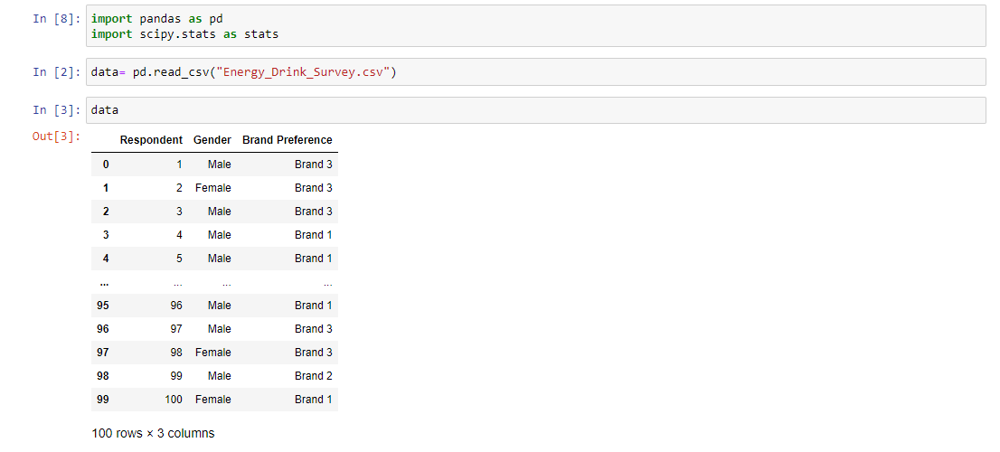 In [8]: import pandas as pd
import scipy.stats as stats
In [2]: data= pd.read_csv("Energy_Drink_Survey.csv")
In [3]: data
Out[3]:
Respondent Gender Brand Preference
0 1 Male Brand 3
1 2 Female Brand 3
2 3 Male Brand 3
3 4 Male Brand 1
4 5 Male Brand 1
... ... ... ...
95 96 Male Brand 1
96 97 Male Brand 3
97 98 Female Brand 3
98 99 Male Brand 2
99 100 Female Brand 1
100 rows × 3 columns